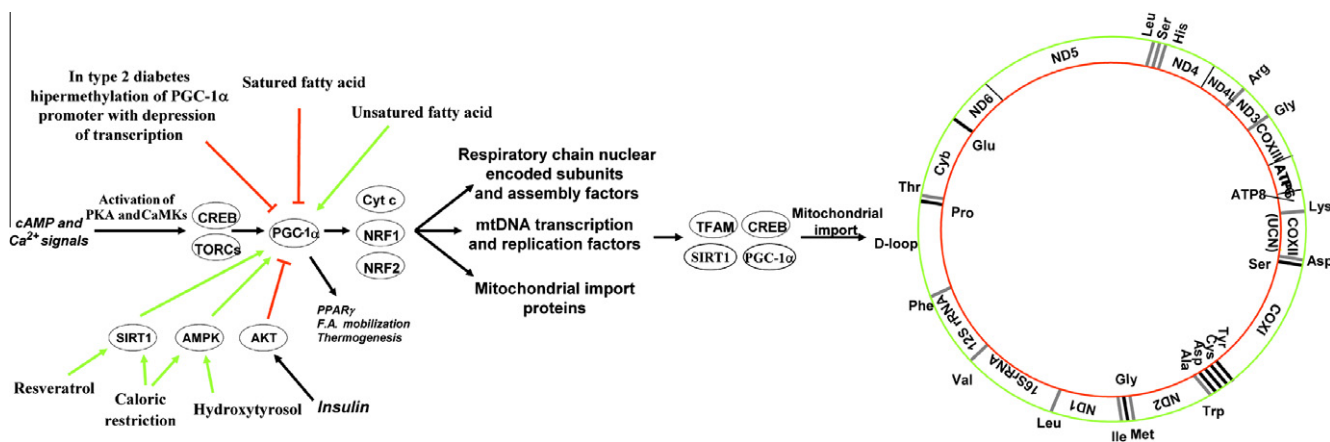 In type 2 diabetes
hipermethylation of PGC-1α
promoter with depression
of transcription
Satured fatty acid
Unsatured fatty acid
cAMP and
Ca²⁺ signals
Activation of
PKA andCaMKs
CREB
TORCs
PGC-1α
Cyt c
NRF1
NRF2
PPARγ
F.A. mobilization
Thermogenesis
SIRT1
AMPK
AKT
Resveratrol
Caloric
restriction
Hydroxytyrosol
Insulin
Respiratory chain nuclear
encoded subunits
and assembly factors
mtDNA transcription
and replication factors
Mitochondrial import
proteins
TFAM
CREB
SIRT1
PGC-1α
Mitochondrial
import
D-loop
Thr
Pro
Cyb
Glu
ND6
ND5
Leu
Ser
His
ND4
ND4L
Arg
ND3
Gly
COXIII
ATP6
ATP8
Lys
COXII
(UCN)
Ser
Asp
COXI
Tyr
Cys
Asp
Ala
Trp
ND2
Gly
Met
Ile
ND1
Leu
16SrRNA
Val
12S rRNA
Phe